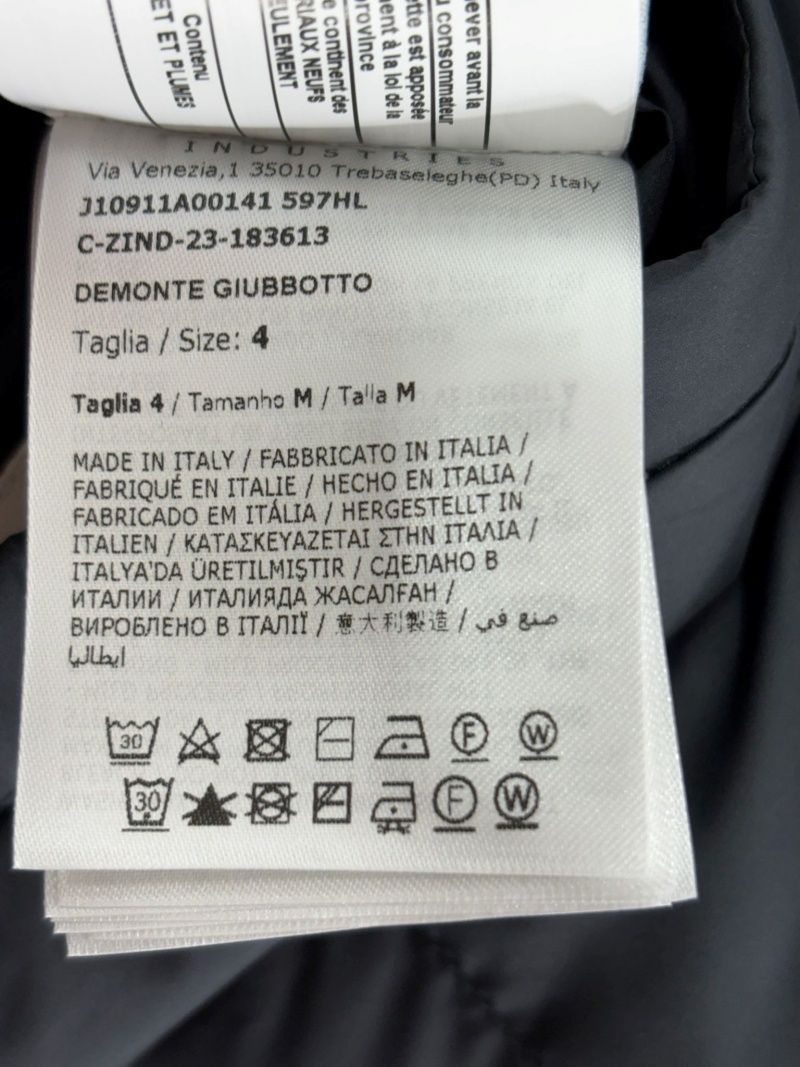 ever avant la
u consommateur
ette est apposée
ment à la loi de la
province
e contient des
RIAUX NEUFS
EULEMENT
Contenu
ET ET PLUMES
INDUSTRIES
Via Venezia,1 35010 Trebaseleghe(PD) Italy
J10911A00141 597HL
C-ZIND-23-183613
DEMONTE GIUBBOTTO
Taglia / Size: 4
Taglia 4 / Tamanho M / Talla M
MADE IN ITALY / FABBRICATO IN ITALIA /
FABRIQUÉ EN ITALIE / HECHO EN ITALIA /
FABRICADO EM ITÁLIA / HERGESTELLT IN
ITALIEN / ΚΑΤΑΣΚΕΥΑΖΕΤΑΙ ΣΤΗΝ ΙΤΑΛΙΑ /
ITALYA'DA ÜRETILMIŞTIR / СДЕЛАНО В
ИТАЛИИ / ИТАЛИЯДА ЖАСАЛҒАН /
ВИРОБЛЕНО В ІТАЛІЇ / 意大利製造 / صنع في
ايطاليا
30 F W
30 F W